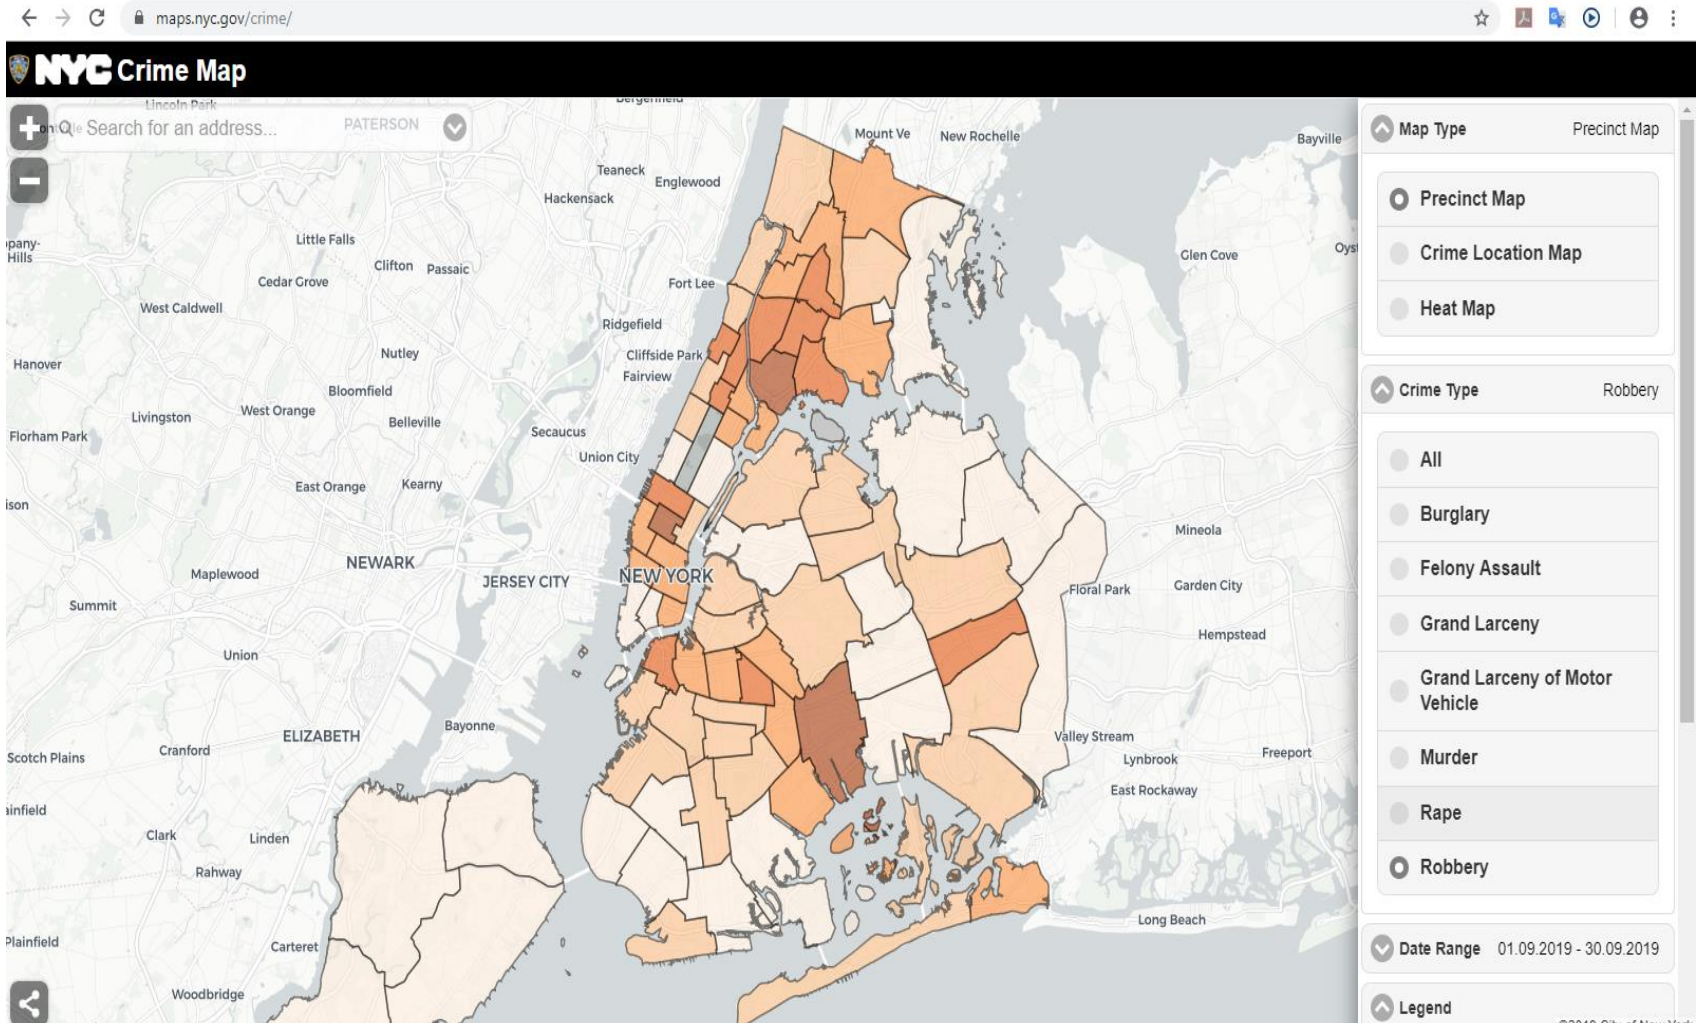 maps.nyc.gov/crime/
NYC Crime Map
Search for an address...
PATERSON
Lincoln Park
Mount Ve
New Rochelle
Bayville
Teaneck
Englewood
Hackensack
Little Falls
Clifton
Passaic
Cedar Grove
Fort Lee
Glen Cove
Oyst
pany-
Hills
West Caldwell
Ridgefield
Hanover
Nutley
Cliffside Park
Fairview
Bloomfield
Livingston
West Orange
Belleville
Florham Park
Secaucus
Union City
East Orange
Kearny
ison
Mineola
NEWARK
Maplewood
JERSEY CITY
NEW YORK
Floral Park
Garden City
Summit
Hempstead
Union
Bayonne
ELIZABETH
Valley Stream
Scotch Plains
Cranford
Lynbrook
Freeport
East Rockaway
ainfield
Clark
Linden
Rahway
Long Beach
Plainfield
Carteret
Woodbridge
Map Type
Precinct Map
Precinct Map
Crime Location Map
Heat Map
Crime Type
Robbery
All
Burglary
Felony Assault
Grand Larceny
Grand Larceny of Motor
Vehicle
Murder
Rape
Robbery
Date Range
01.09.2019 - 30.09.2019
Legend